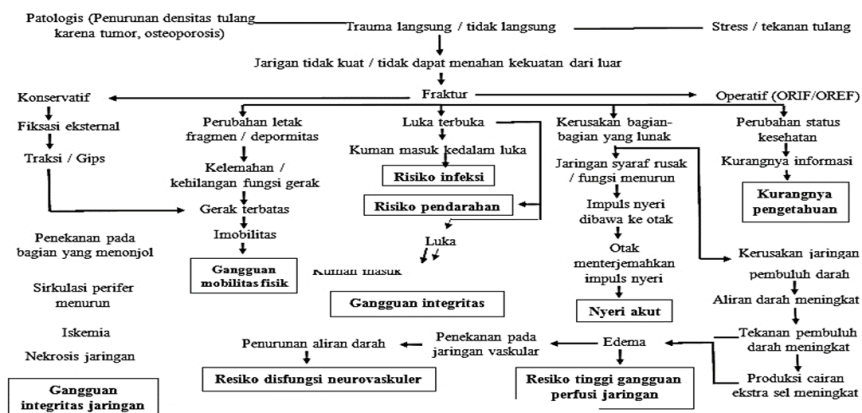 Patologis (Penurunan densitas tulang
karena tumor, osteoporosis)
Trauma langsung / tidak langsung
Stress / tekanan tulang
Jarigan tidak kuat / tidak dapat menahan kekuatan dari luar
Konservatif
Fraktur
Operatif (ORIF/OREF)
Fiksasi eksternal
Traksi / Gips
Perubahan letak
fragmen / depormitas
Kelemahan /
kehilangan fungsi gerak
Gerak terbatas
Imobilitas
Gangguan
mobilitas fisik
Luka terbuka
Kuman masuk kedalam luka
Risiko infeksi
Risiko pendarahan
Luka
Kuman masuk
Gangguan integritas
Kerusakan bagian-
bagian yang lunak
Jaringan syaraf rusak
/ fungsi menurun
Impuls nyeri
dibawa ke otak
Otak
menterjemahkan
impuls nyeri
Nyeri akut
Perubahan status
kesehatan
Kurangnya informasi
Kurangnya
pengetahuan
Penekanan pada
bagian yang menonjol
Sirkulasi perifer
menurun
Iskemia
Nekrosis jaringan
Gangguan
integritas jaringan
Kerusakan jaringan
pembuluh darah
Aliran darah meningkat
Tekanan pembuluh
darah meningkat
Produksi cairan
ekstra sel meningkat
Edema
Penekanan pada
jaringan vaskular
Penurunan aliran darah
Resiko disfungsi neurovaskuler
Resiko tinggi gangguan
perfusi jaringan